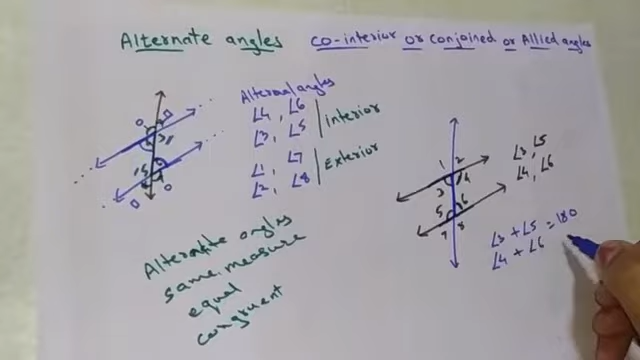 Alternate angles
co-interior or conjoined or Allied angles
Alternal angles
∠4, ∠6
∠3, ∠5
Interior
∠1, ∠7
∠2, ∠8
Exterior
Alternate angles
same measure
equal
congruent
1 2
3 4
5 6
7 8
∠3, ∠5
∠4, ∠6
∠3 + ∠5 = 180
∠4 + ∠6